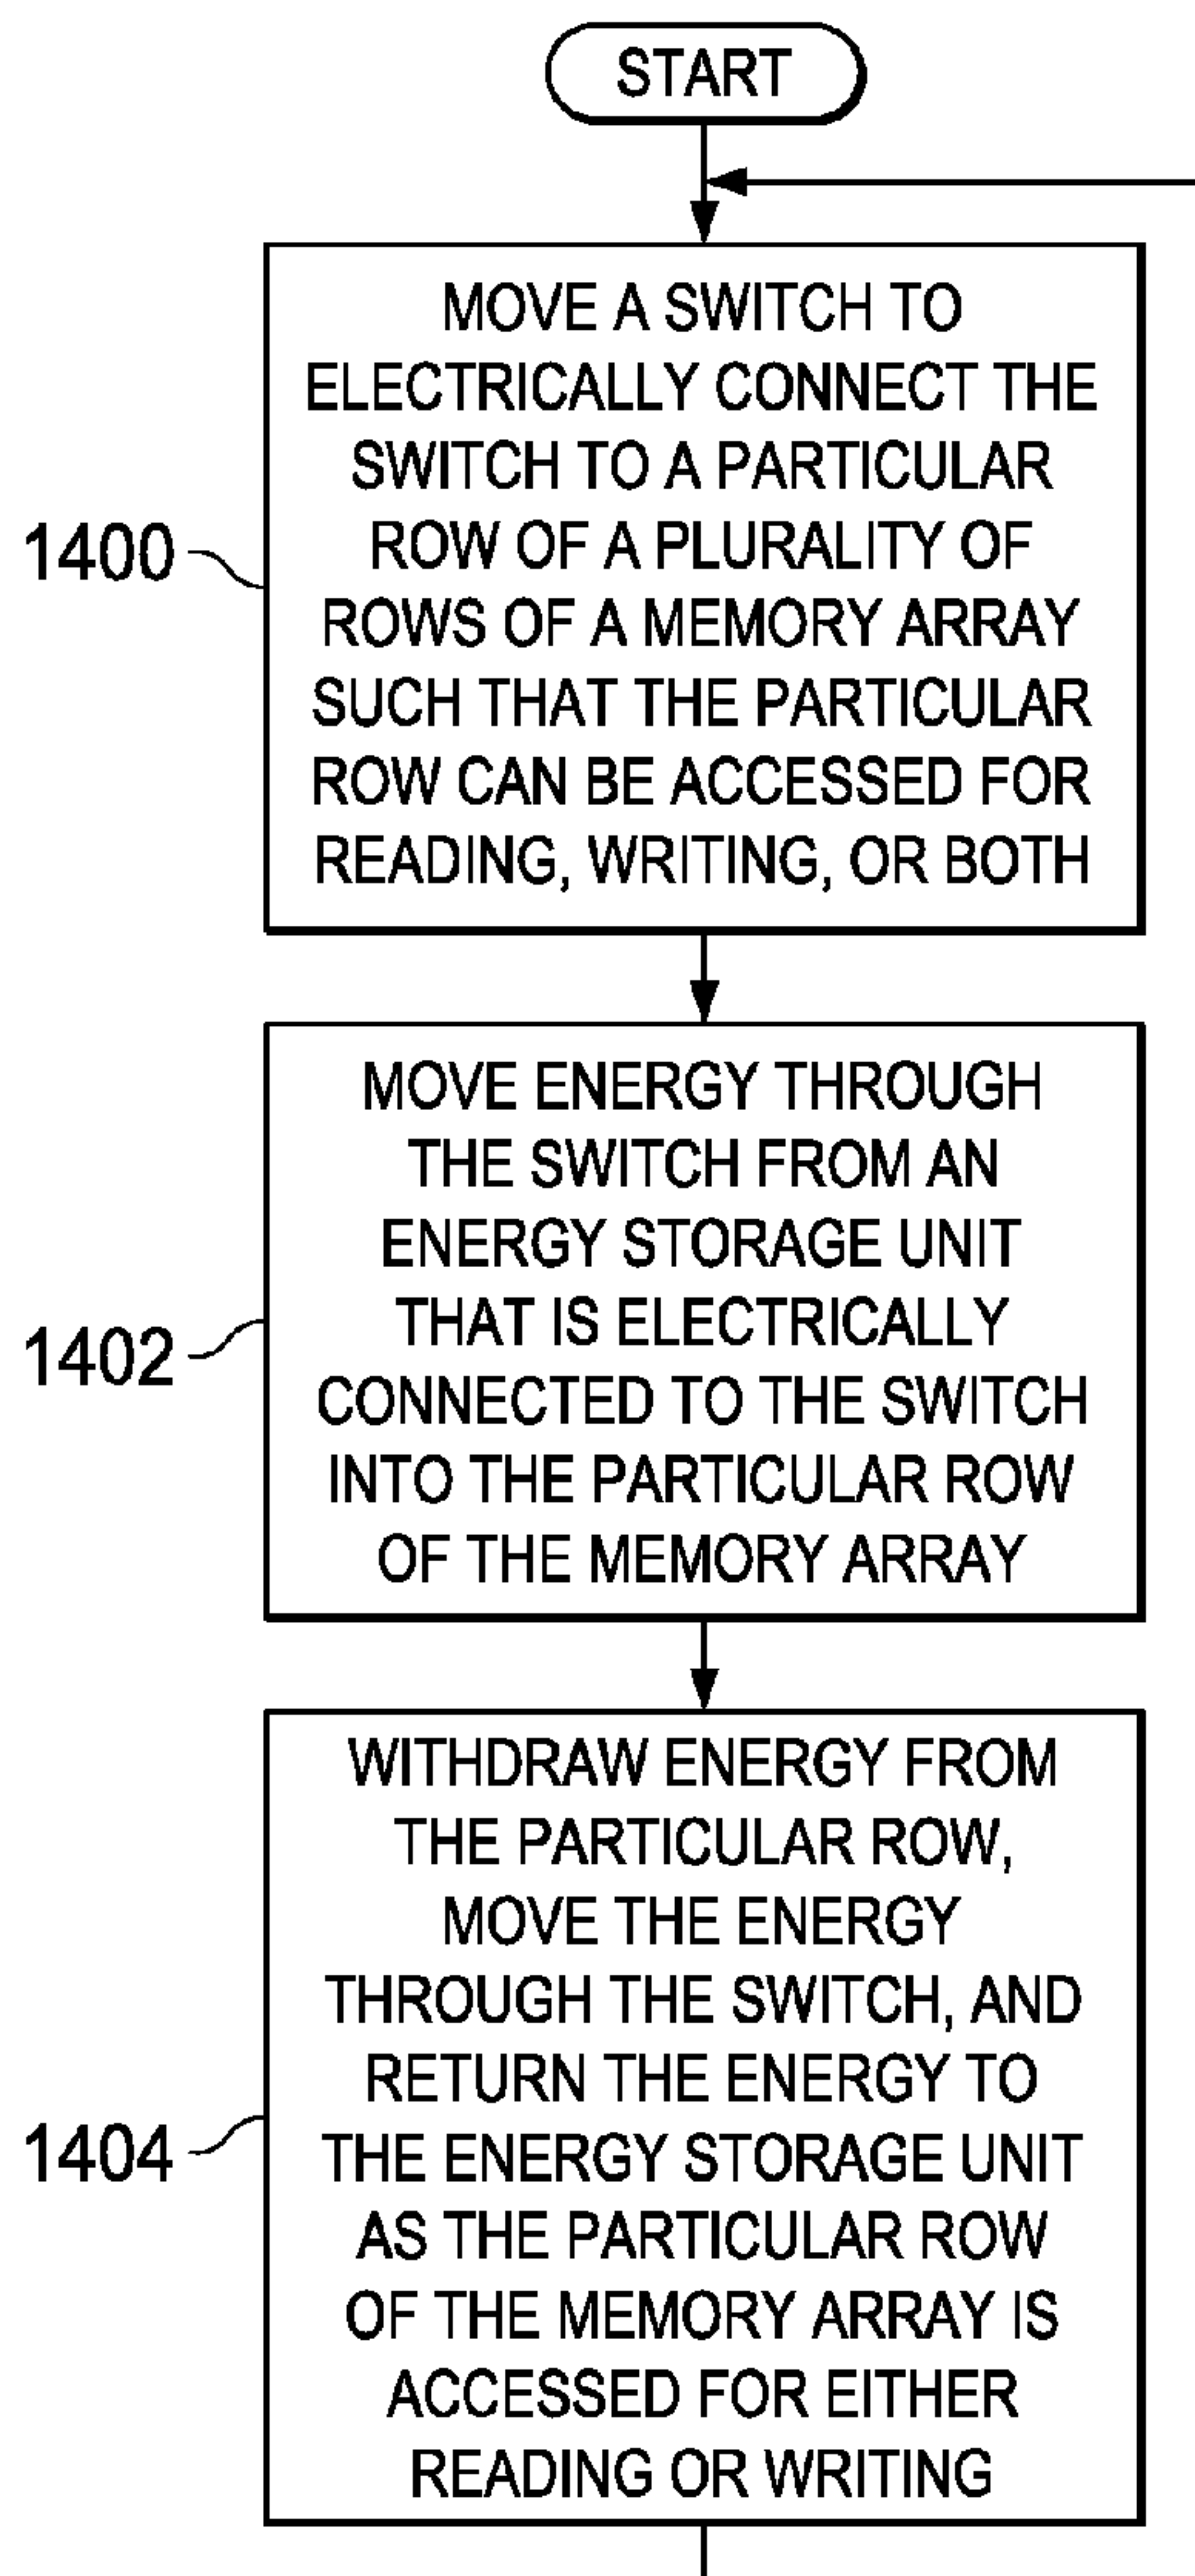 START
MOVE A SWITCH TO
ELECTRICALLY CONNECT THE
SWITCH TO A PARTICULAR
ROW OF A PLURALITY OF
ROWS OF A MEMORY ARRAY
SUCH THAT THE PARTICULAR
ROW CAN BE ACCESSED FOR
READING, WRITING, OR BOTH
1400
MOVE ENERGY THROUGH
THE SWITCH FROM AN
ENERGY STORAGE UNIT
THAT IS ELECTRICALLY
CONNECTED TO THE SWITCH
INTO THE PARTICULAR ROW
OF THE MEMORY ARRAY
1402
WITHDRAW ENERGY FROM
THE PARTICULAR ROW,
MOVE THE ENERGY
THROUGH THE SWITCH, AND
RETURN THE ENERGY TO
THE ENERGY STORAGE UNIT
AS THE PARTICULAR ROW
OF THE MEMORY ARRAY IS
ACCESSED FOR EITHER
READING OR WRITING
1404